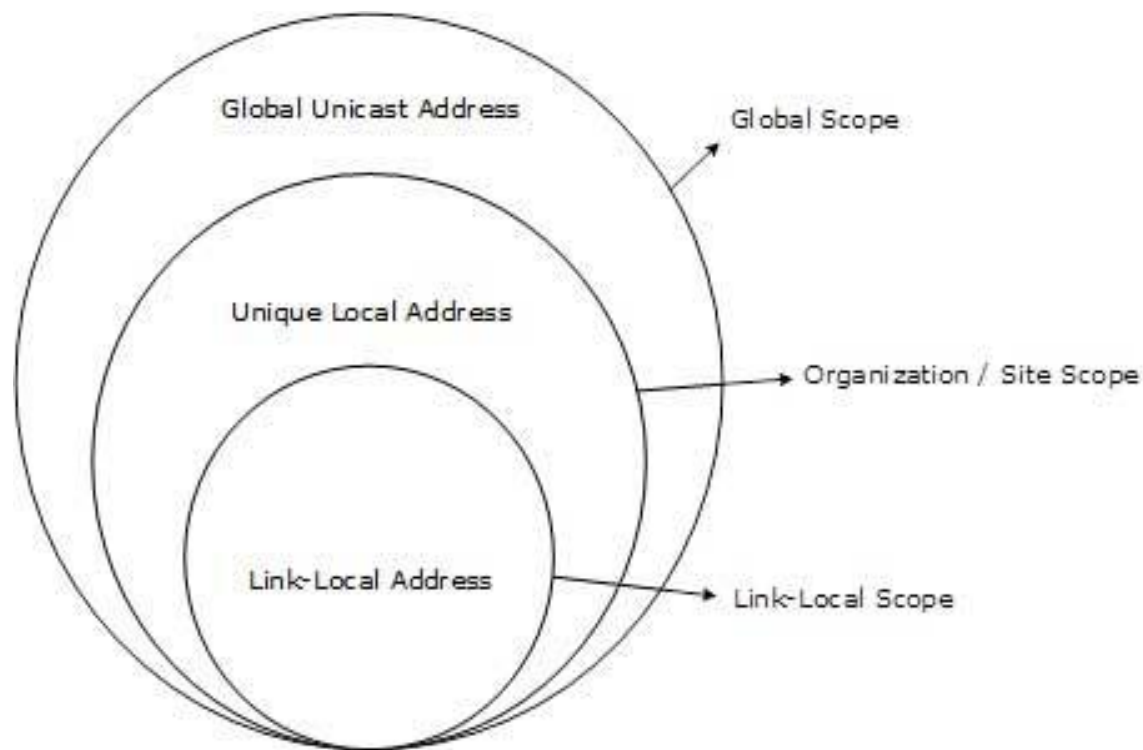 Global Unicast Address
Global Scope
Unique Local Address
Organization / Site Scope
Link-Local Address
Link-Local Scope